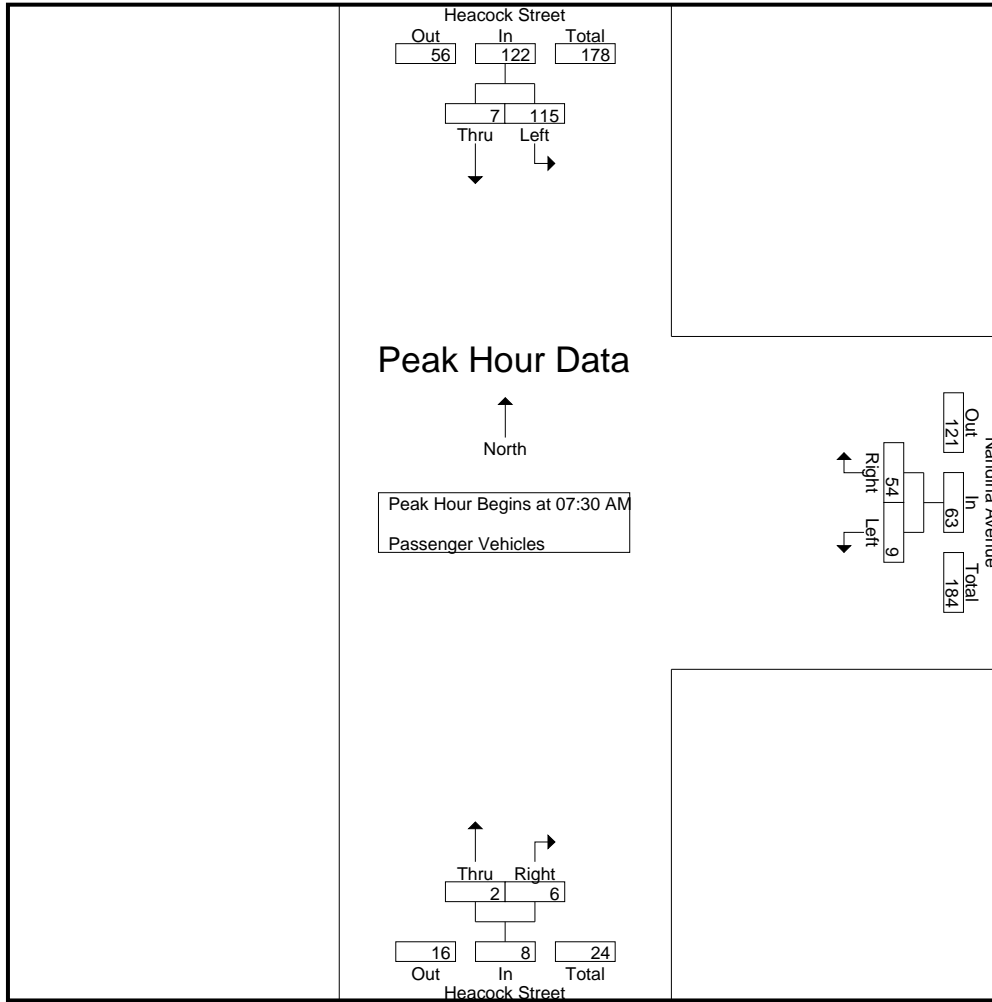 Heacock Street
Out In Total
56 122 178
7 115
Thru Left
Peak Hour Data
North
Peak Hour Begins at 07:30 AM
Passenger Vehicles
Nandina Avenue
Out In Total
121 63 184
Right Left
54 9
Thru Right
2 6
16 8 24
Out In Total
Heacock Street